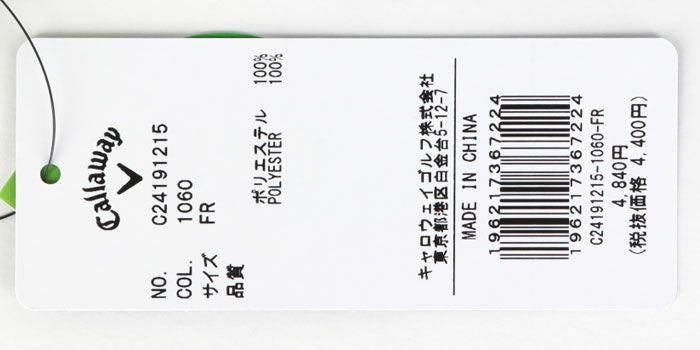 Callaway
NO. C24191215
COL. 1060
サイズ FR
品質
ポリエステル 100%
POLYESTER 100%
キャロウェイゴルフ株式会社
東京都港区白金台5-12-7
MADE IN CHINA
196217367224
196217367224
C24191215-1060-FR
4,840円
(税抜価格 4,400円)